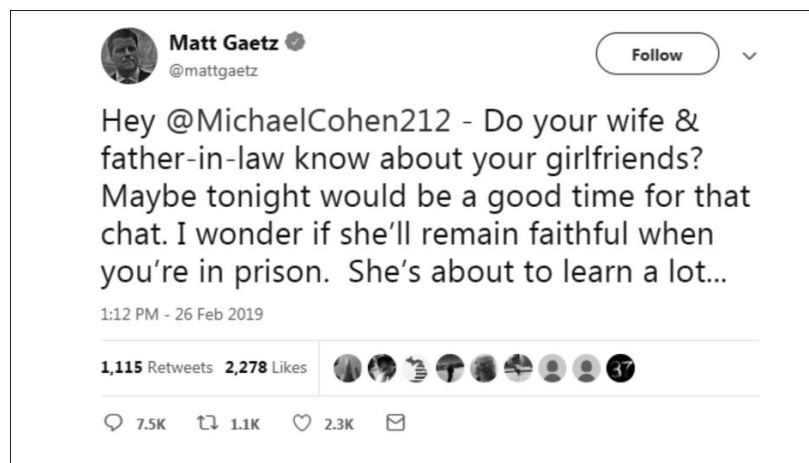 Matt Gaetz
@mattgaetz
Follow
Hey @MichaelCohen212 - Do your wife &
father-in-law know about your girlfriends?
Maybe tonight would be a good time for that
chat. I wonder if she’ll remain faithful when
you’re in prison.  She’s about to learn a lot...
1:12 PM - 26 Feb 2019
1,115 Retweets 2,278 Likes
37
7.5K 1.1K 2.3K